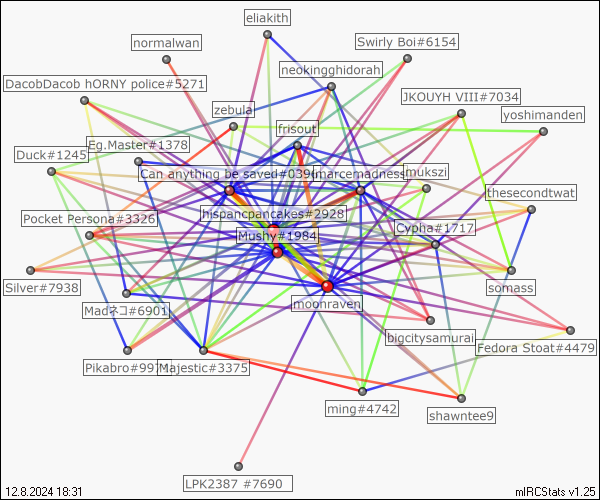 eliakith
normalwan
Swirly Boi#6154
neokingghidorah
DacobDacob hORNY police#5271
JKOUYH VIII#7034
zebula
yoshimanden
frisout
Eg.Master#1378
Duck#1245
Can anything be saved#039
marcemadness
mukszi
thesecondtwat
hispancpancakes#2928
Pocket Persona#3326
Cypha#1717
Mushy#1984
Silver#7938
somass
Madネコ#6901
moonraven
bigcitysamurai
Fedora Stoat#4479
Pikabro#997
Majestic#3375
ming#4742
shawntee9
LPK2387 #7690
12.8.2024 18:31
mIRCStats v1.25